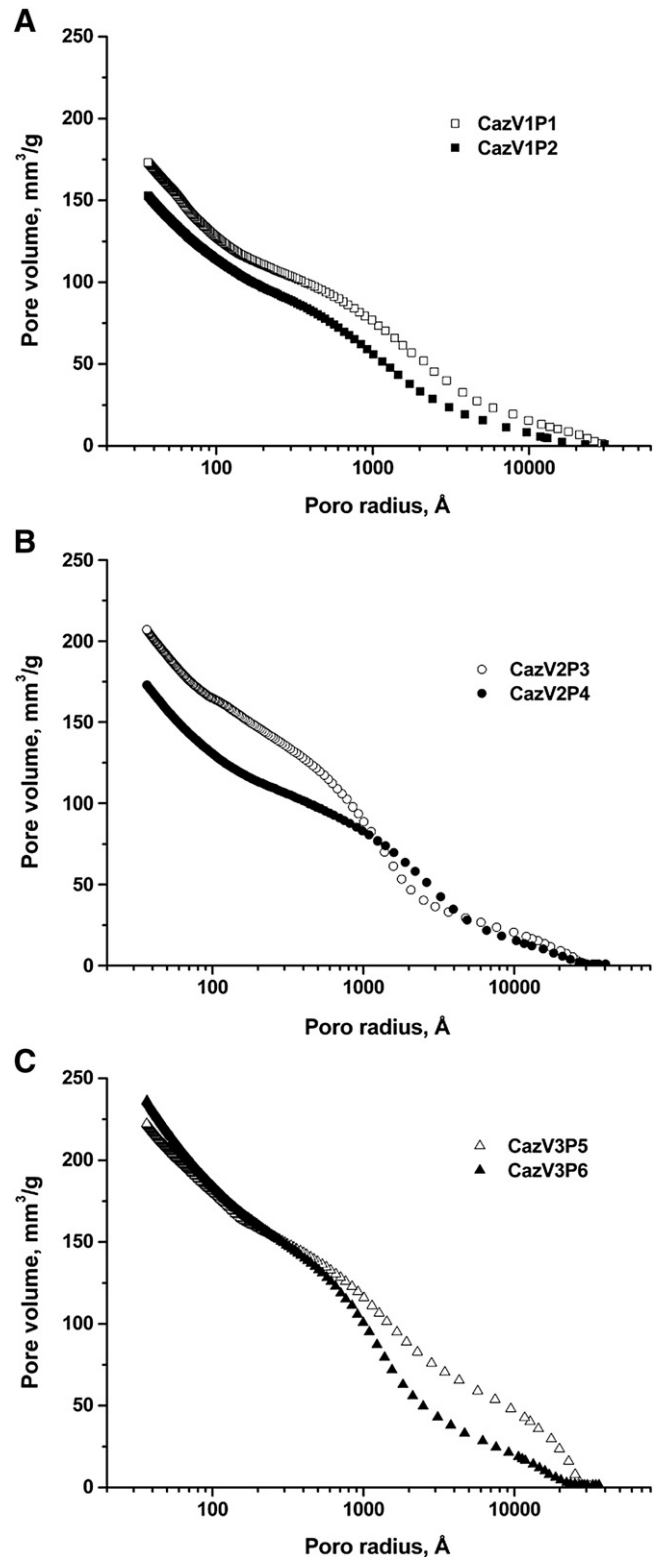 A
250
200
150
100
50
0
Pore volume, mm³/g
CazV1P1
CazV1P2
100 1000 10000
Poro radius, Å
B
250
200
150
100
50
0
Pore volume, mm³/g
CazV2P3
CazV2P4
100 1000 10000
Poro radius, Å
C
250
200
150
100
50
0
Pore volume, mm³/g
CazV3P5
CazV3P6
100 1000 10000
Poro radius, Å